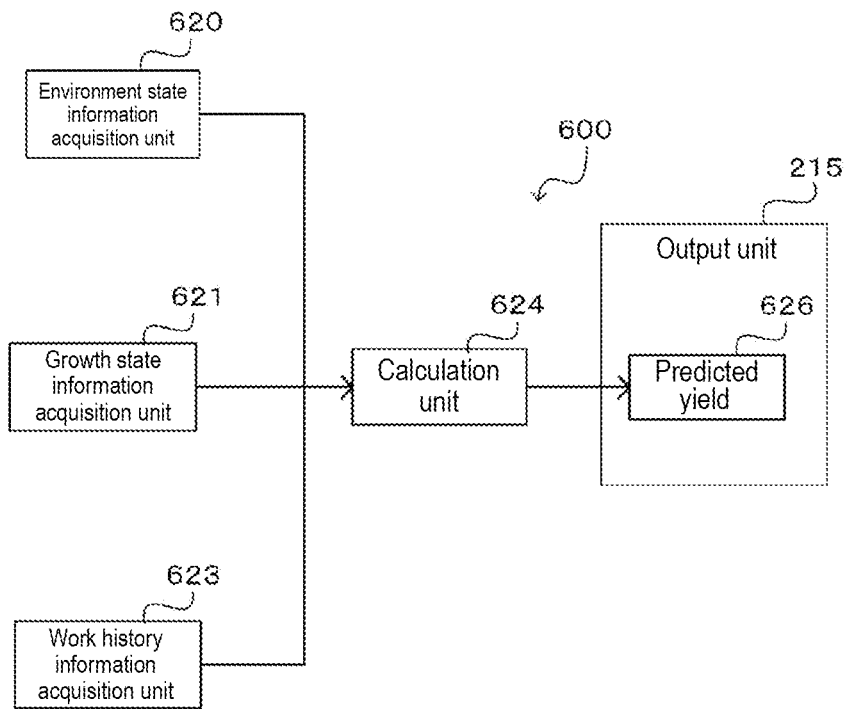 620
Environment state
information
acquisition unit
600
215
Output unit
621
Growth state
information
acquisition unit
624
Calculation
unit
626
Predicted
yield
623
Work history
information
acquisition unit